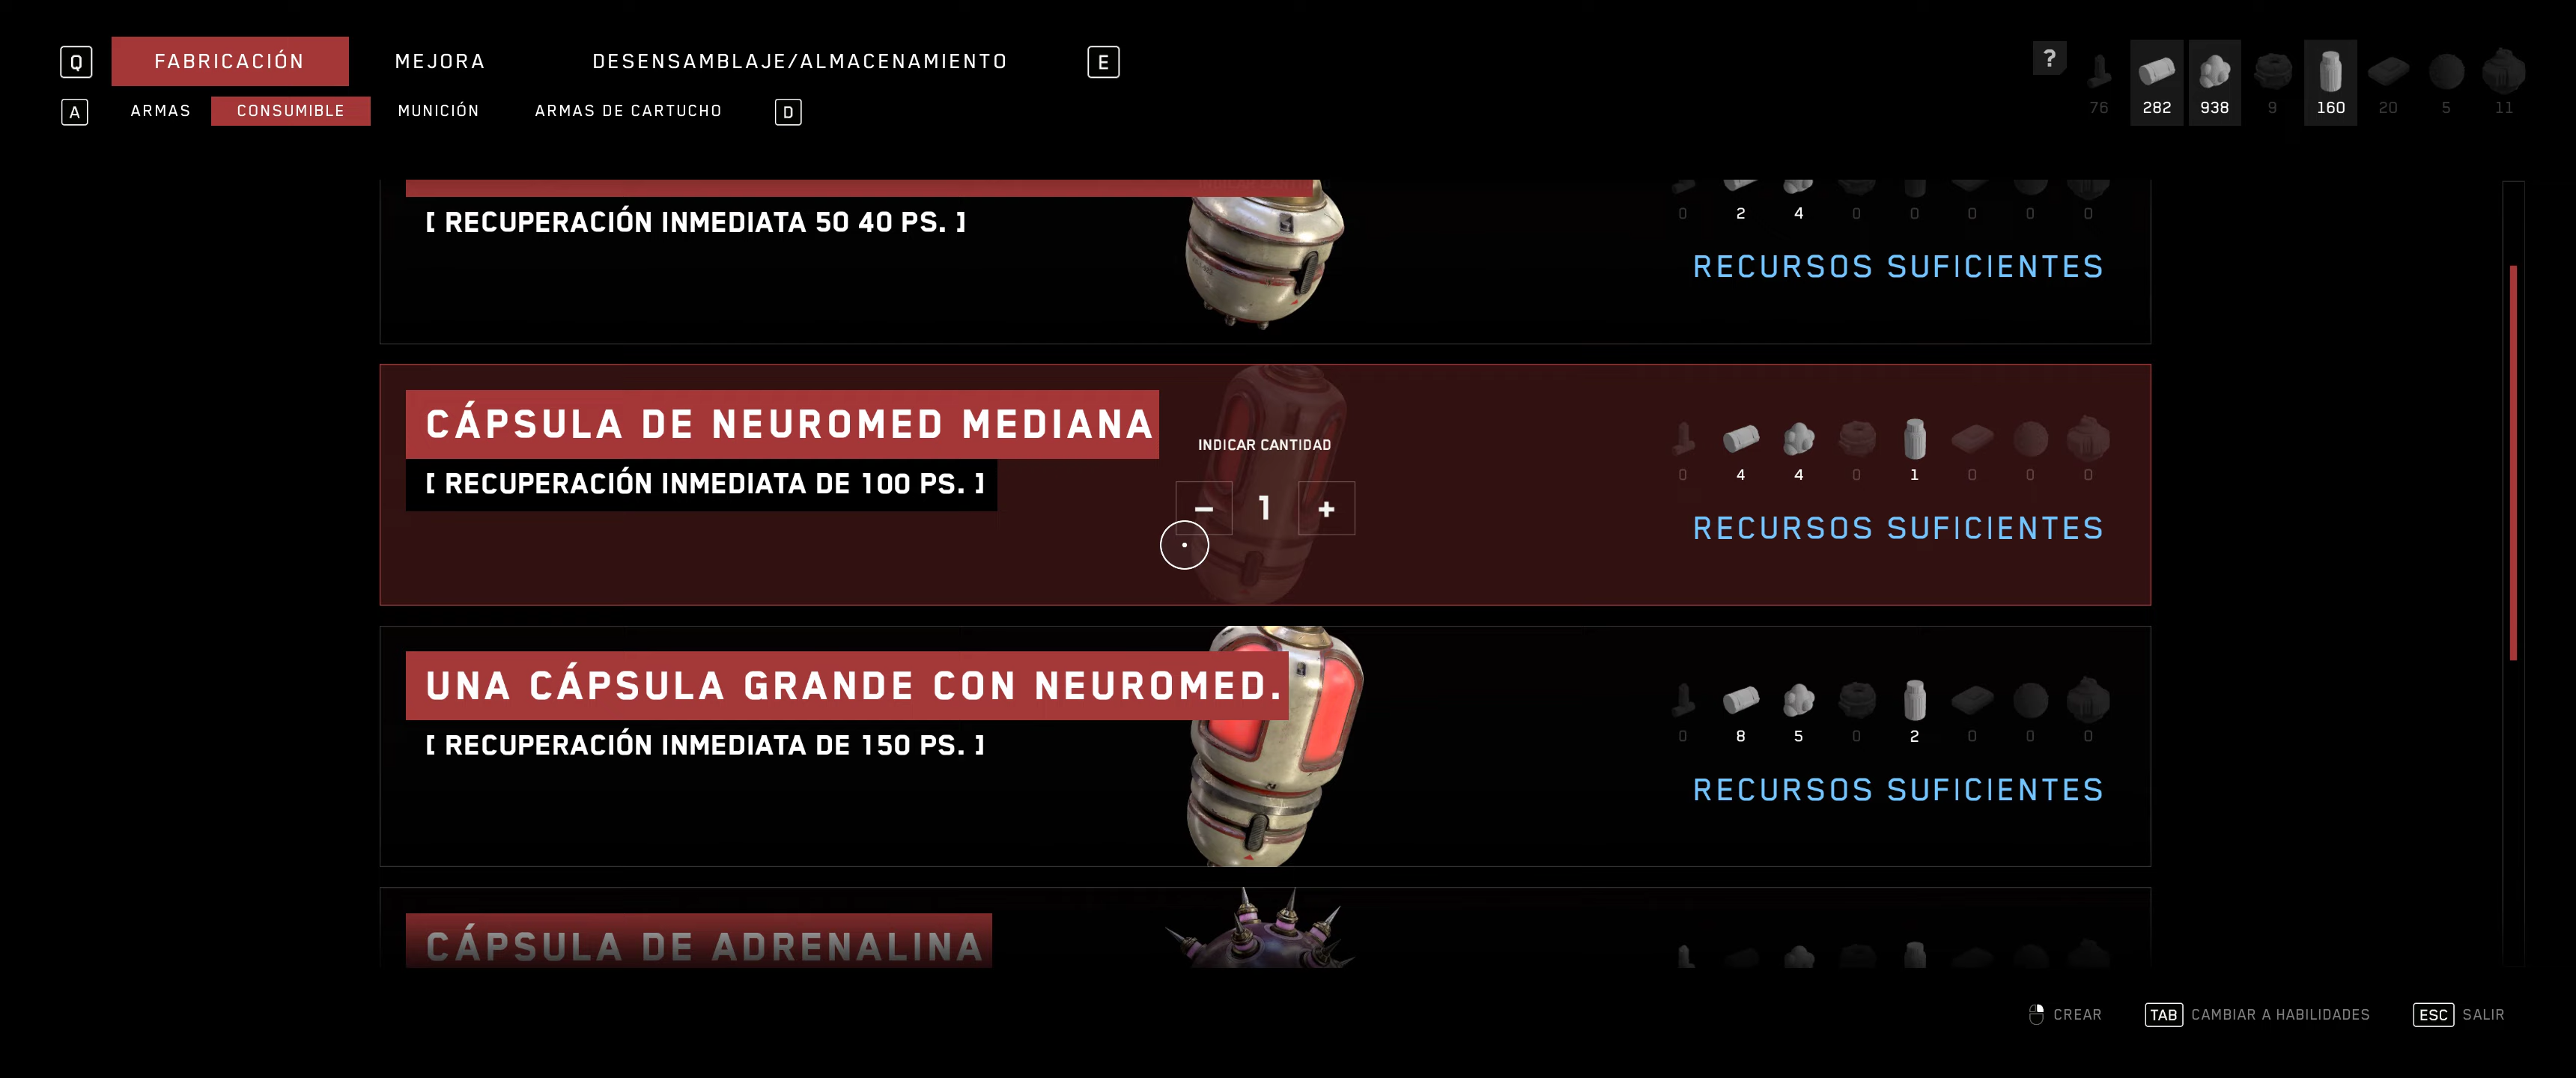 Q FABRICACIÓN MEJORA DESENSAMBLAJE/ALMACENAMIENTO E
?
76 282 938 9 160 20 5 11
A ARMAS CONSUMIBLE MUNICIÓN ARMAS DE CARTUCHO D
[ RECUPERACIÓN INMEDIATA 50 40 PS. ]
0 2 4 0 0 0 0 0
RECURSOS SUFICIENTES
CÁPSULA DE NEUROMED MEDIANA
[ RECUPERACIÓN INMEDIATA DE 100 PS. ]
INDICAR CANTIDAD
− 1 +
0 4 4 0 1 0 0 0
RECURSOS SUFICIENTES
UNA CÁPSULA GRANDE CON NEUROMED.
[ RECUPERACIÓN INMEDIATA DE 150 PS. ]
0 8 5 0 2 0 0 0
RECURSOS SUFICIENTES
CÁPSULA DE ADRENALINA
CREAR TAB CAMBIAR A HABILIDADES ESC SALIR